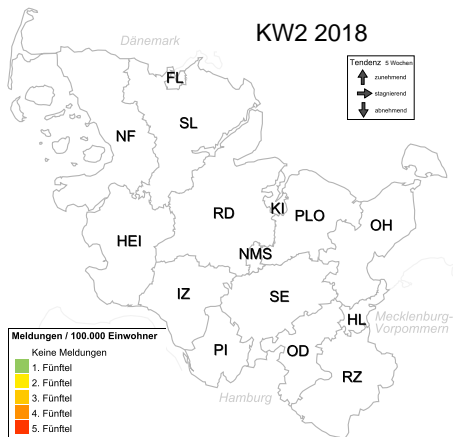 KW2 2018
Dänemark
Tendenz 5 Wochen
zunehmend
stagnierend
abnehmend
FL
SL
NF
RD
KI
PLO
OH
HEI
NMS
IZ
SE
HL
Mecklenburg-
Vorpommern
PI
OD
RZ
Hamburg
Meldungen / 100.000 Einwohner
Keine Meldungen
1. Fünftel
2. Fünftel
3. Fünftel
4. Fünftel
5. Fünftel